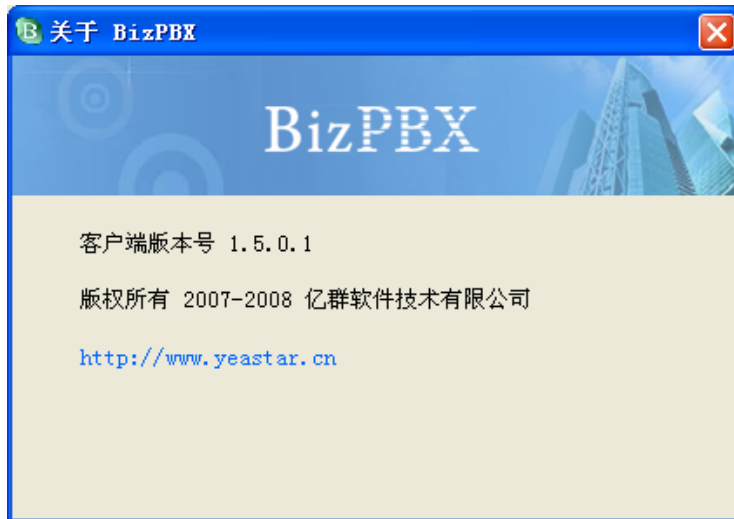 关于 BizPBX
BizPBX
客户端版本号 1.5.0.1
版权所有 2007-2008 亿群软件技术有限公司
http://www.yeastar.cn